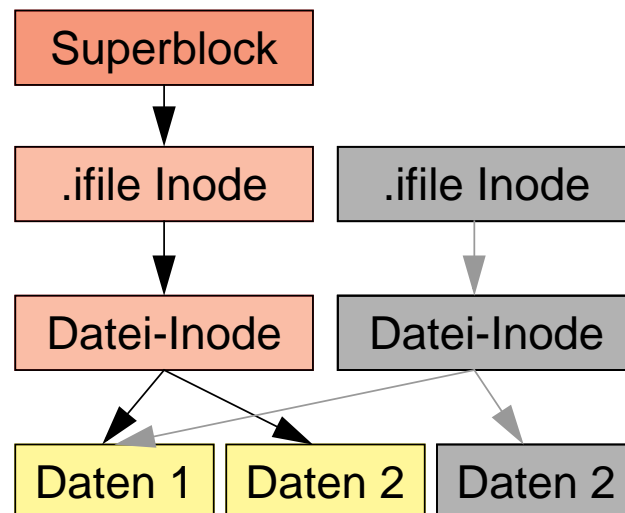 Superblock
.ifile Inode
.ifile Inode
Datei-Inode
Datei-Inode
Daten 1
Daten 2
Daten 2